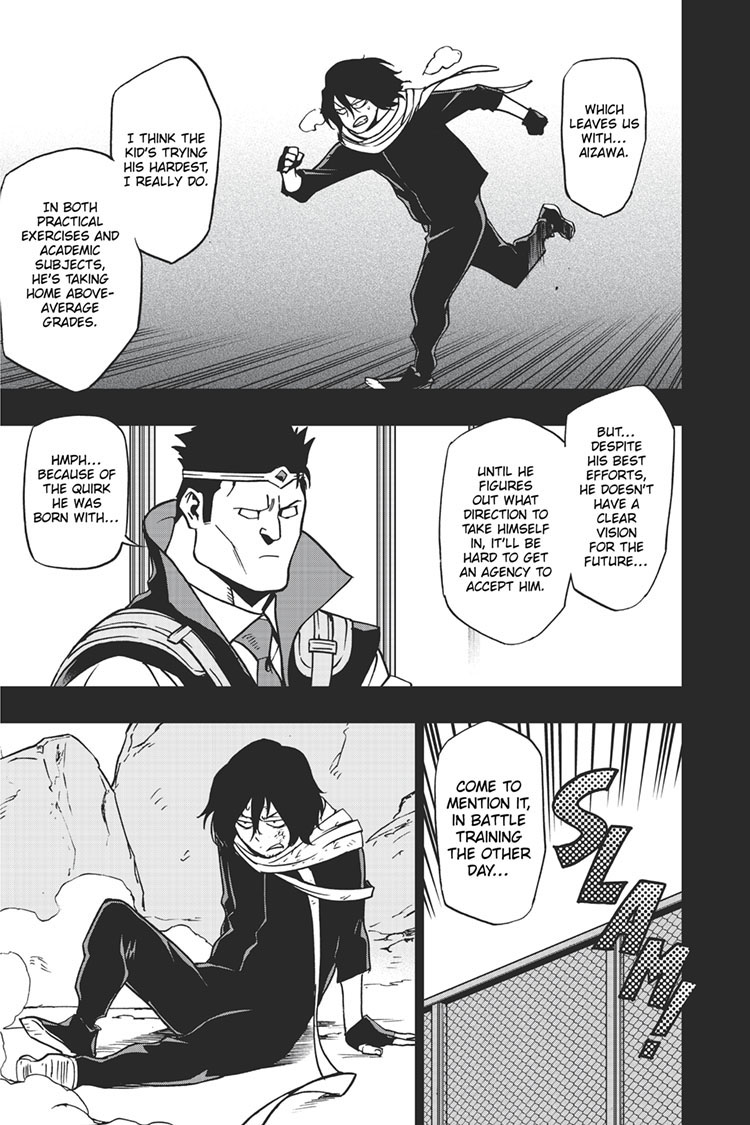 WHICH
LEAVES US
WITH...
AIZAWA.
I THINK THE
KID'S TRYING
HIS HARDEST,
I REALLY DO.
IN BOTH
PRACTICAL
EXERCISES AND
ACADEMIC
SUBJECTS,
HE'S TAKING
HOME ABOVE-
AVERAGE
GRADES.
BUT...
DESPITE
HIS BEST
EFFORTS,
HE DOESN'T
HAVE A
CLEAR
VISION
FOR THE
FUTURE...
UNTIL HE
FIGURES
OUT WHAT
DIRECTION TO
TAKE HIMSELF
IN, IT'LL BE
HARD TO GET
AN AGENCY TO
ACCEPT HIM.
HMPH...
BECAUSE OF
THE QUIRK
HE WAS
BORN WITH...
COME TO
MENTION IT,
IN BATTLE
TRAINING
THE OTHER
DAY...
SLAM!